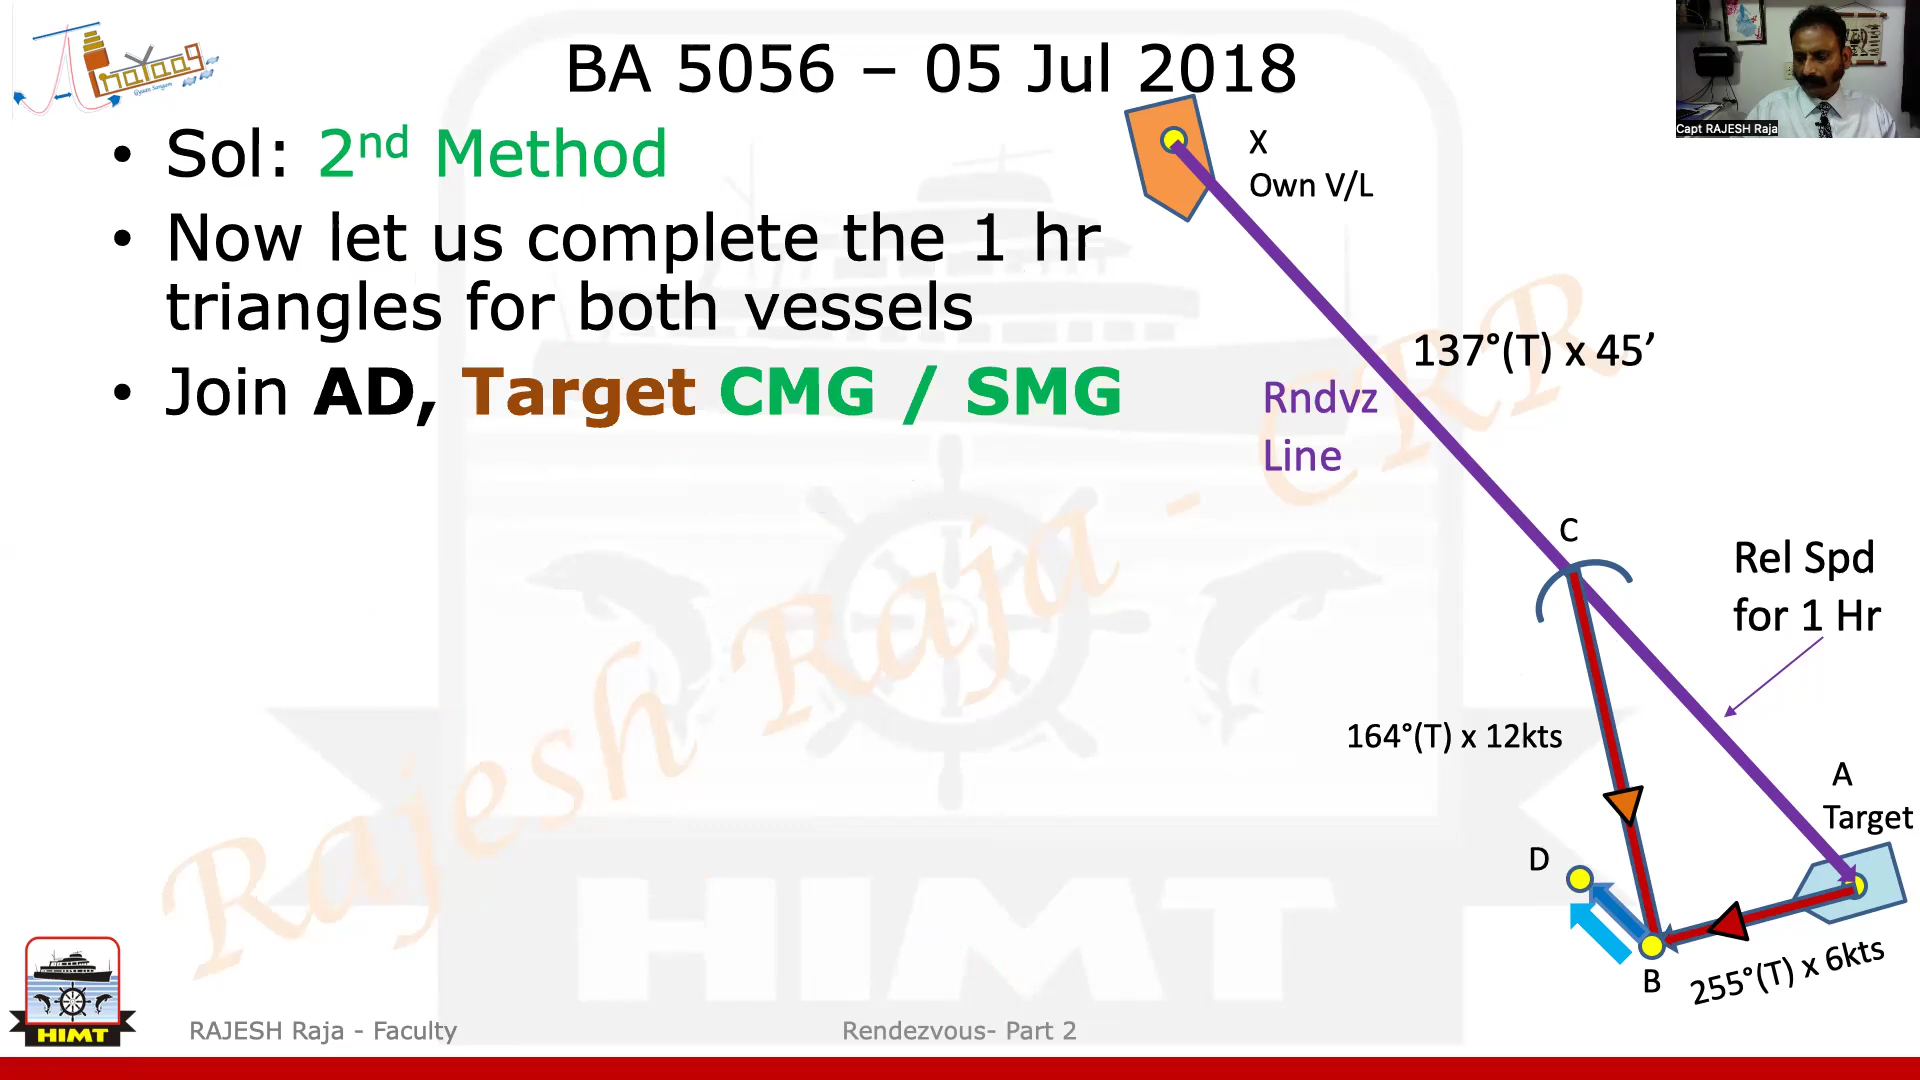 BA 5056 – 05 Jul 2018
• Sol: 2nd Method
• Now let us complete the 1 hr
triangles for both vessels
• Join AD, Target CMG / SMG
X
Own V/L
137°(T) x 45’
Rndvz
Line
C
Rel Spd
for 1 Hr
164°(T) x 12kts
A
Target
D
B
255°(T) x 6kts
Capt RAJESH Raja
Rajesh Raja - CRR
HIMT
HIMT
RAJESH Raja - Faculty
Rendezvous- Part 2